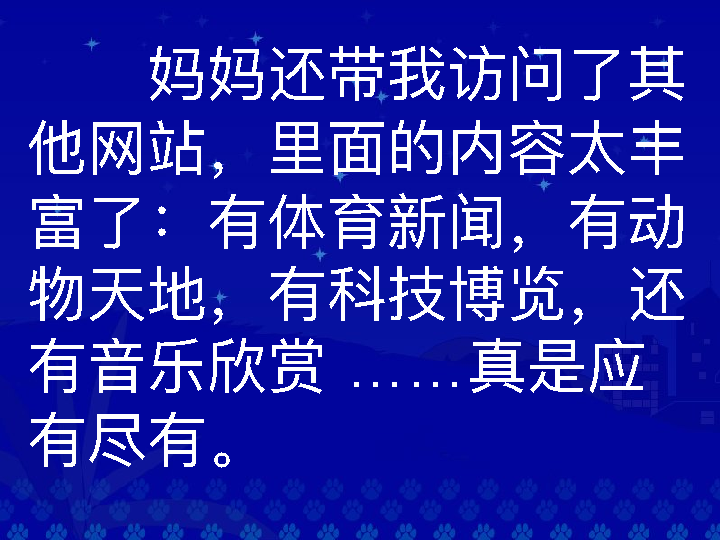 妈妈还带我访问了其
他网站，里面的内容太丰
富了：有体育新闻，有动
物天地，有科技博览，还
有音乐欣赏 ……真是应
有尽有。